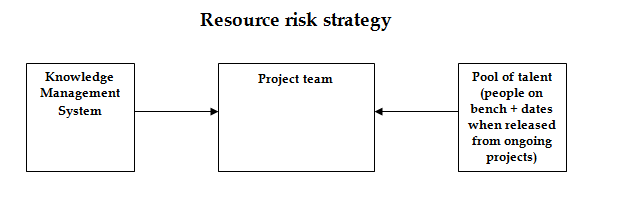 Resource risk strategy
Knowledge
Management
System
Project team
Pool of talent
(people on
bench + dates
when released
from ongoing
projects)